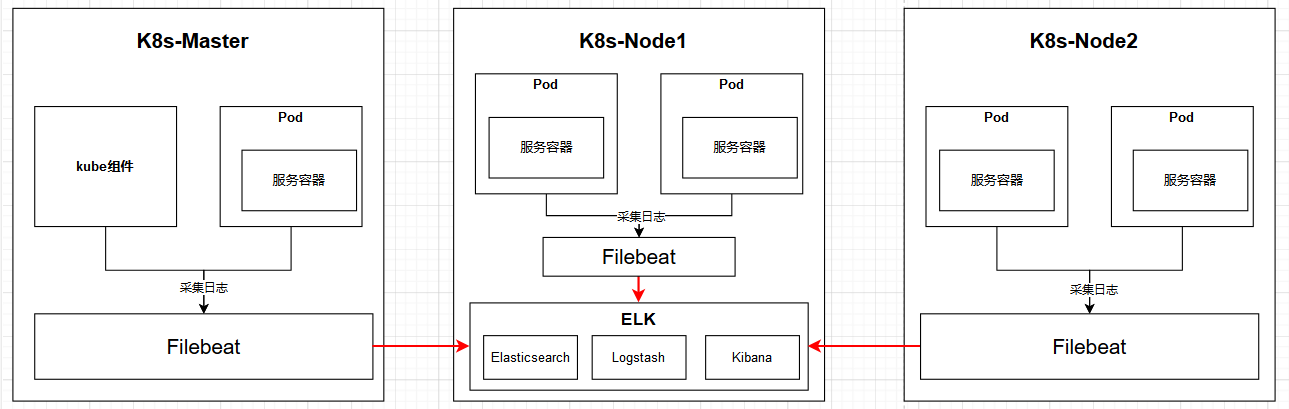 K8s-Master
kube组件
Pod
服务容器
采集日志
Filebeat
K8s-Node1
Pod
服务容器
Pod
服务容器
采集日志
Filebeat
ELK
Elasticsearch
Logstash
Kibana
K8s-Node2
Pod
服务容器
Pod
服务容器
采集日志
Filebeat